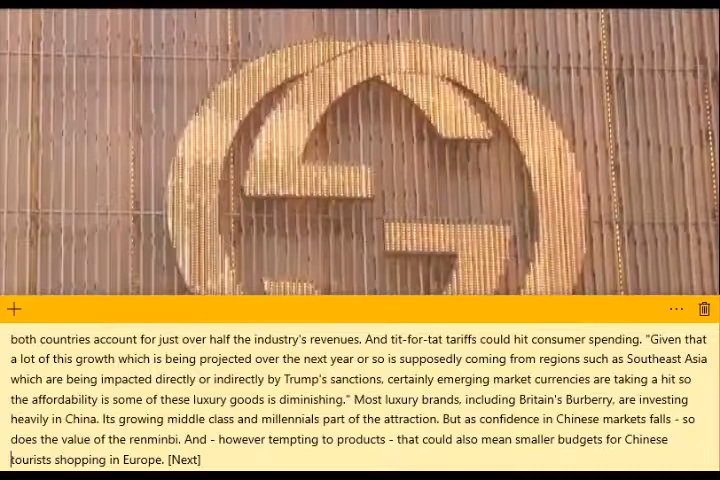 both countries account for just over half the industry's revenues. And tit-for-tat tariffs could hit consumer spending. "Given that
a lot of this growth which is being projected over the next year or so is supposedly coming from regions such as Southeast Asia
which are being impacted directly or indirectly by Trump's sanctions, certainly emerging market currencies are taking a hit so
the affordability is some of these luxury goods is diminishing." Most luxury brands, including Britain's Burberry, are investing
heavily in China. Its growing middle class and millennials part of the attraction. But as confidence in Chinese markets falls - so
does the value of the renminbi. And - however tempting to products - that could also mean smaller budgets for Chinese
tourists shopping in Europe. [Next]